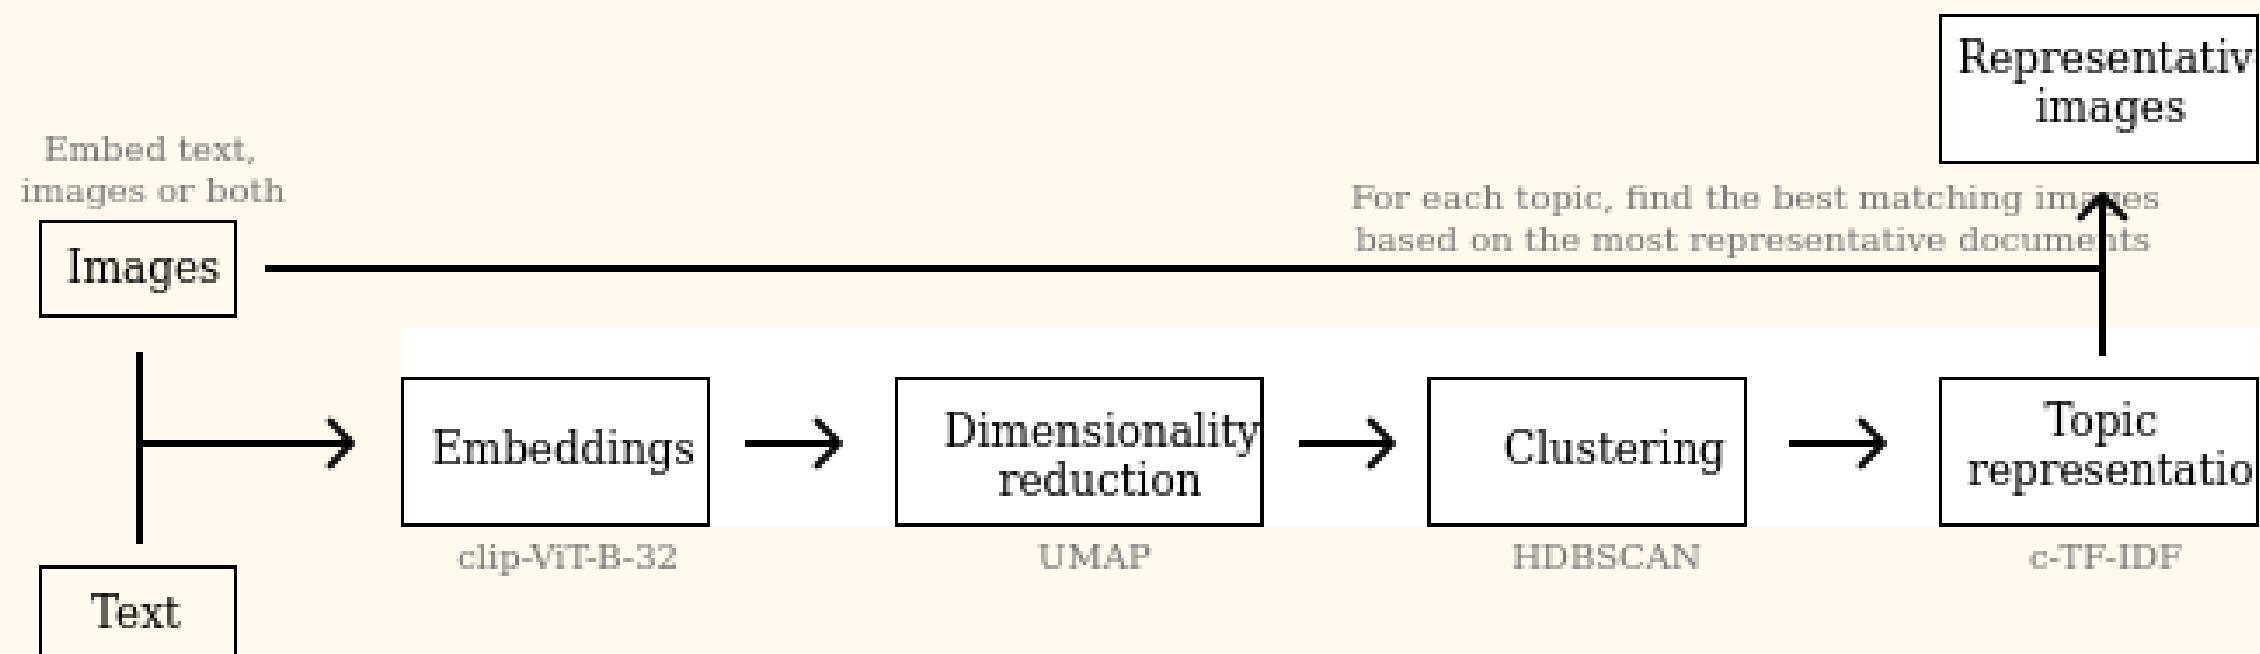 Representativ
images
Embed text,
images or both
For each topic, find the best matching images
based on the most representative documents
Images
Embeddings
Dimensionality
reduction
Clustering
Topic
representatio
clip-ViT-B-32
UMAP
HDBSCAN
c-TF-IDF
Text